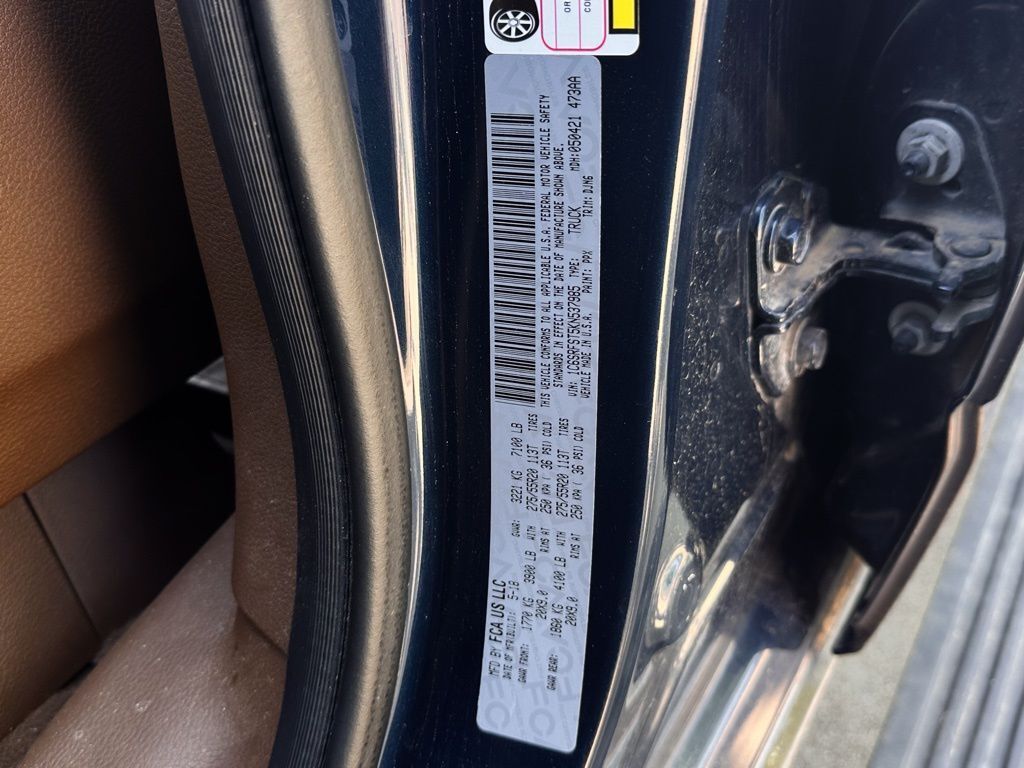 MFD BY FCA US LLC
DATE OF MFR(BUILT): 5-18 GVWR: 3221 KG 7100 LB
GAWR FRONT: 1770 KG 3900 LB WITH 275/55R20 113T TIRES
20X9.0 RIMS AT 250 KPA ( 36 PSI) COLD
GAWR REAR: 1860 KG 4100 LB WITH 275/55R20 113T TIRES
20X9.0 RIMS AT 250 KPA ( 36 PSI) COLD
THIS VEHICLE CONFORMS TO ALL APPLICABLE U.S.A. FEDERAL MOTOR VEHICLE SAFETY
STANDARDS IN EFFECT ON THE DATE OF MANUFACTURE SHOWN ABOVE.
VIN: 1C6SRFST5KN537985 TYPE: TRUCK MDH:050421 473AA
VEHICLE MADE IN U.S.A. PAINT: PPX TRIM: DJN6
OR
CO